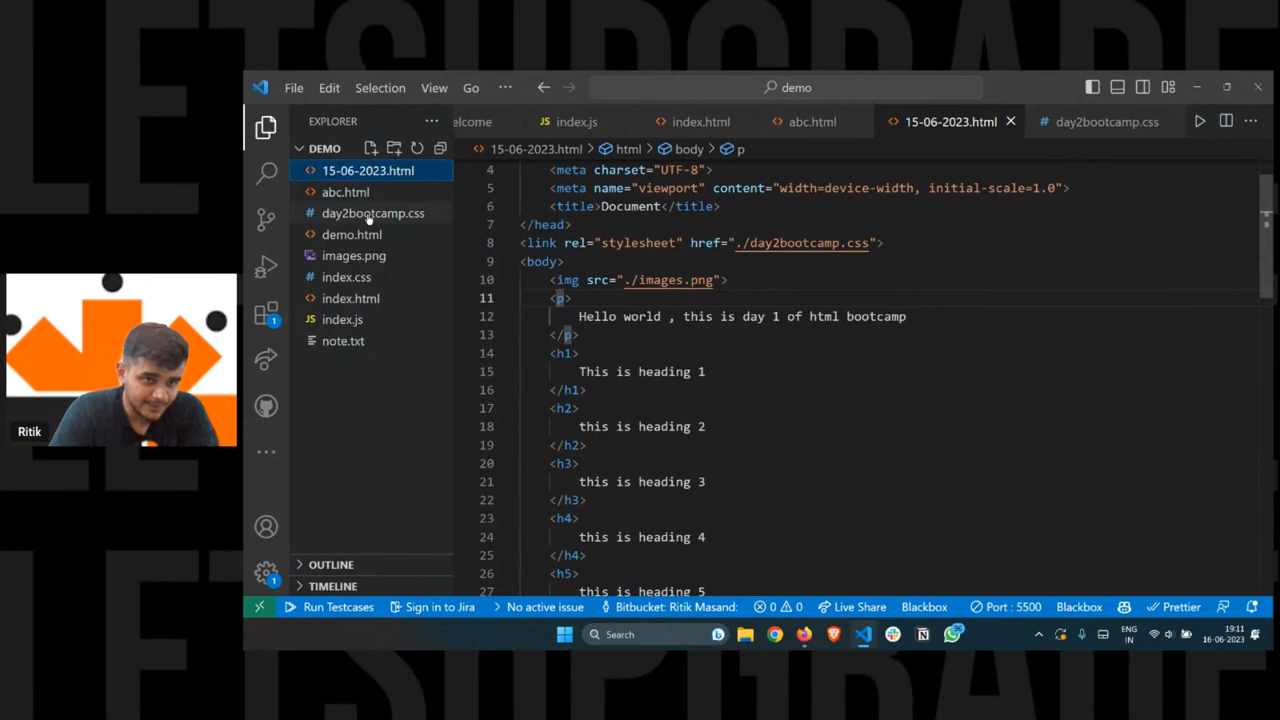 LETSUPGRADE
File Edit Selection View Go ... demo
EXPLORER ...
elcome index.js index.html abc.html 15-06-2023.html day2bootcamp.css ...
DEMO
15-06-2023.html > html > body > p
15-06-2023.html
abc.html
day2bootcamp.css
demo.html
images.png
index.css
index.html
index.js
note.txt
OUTLINE
TIMELINE
4 <meta charset="UTF-8">
5 <meta name="viewport" content="width=device-width, initial-scale=1.0">
6 <title>Document</title>
7 </head>
8 <link rel="stylesheet" href="./day2bootcamp.css">
9 <body>
10 <img src="./images.png">
11 <p>
12 Hello world , this is day 1 of html bootcamp
13 </p>
14 <h1>
15 This is heading 1
16 </h1>
17 <h2>
18 this is heading 2
19 </h2>
20 <h3>
21 this is heading 3
22 </h3>
23 <h4>
24 this is heading 4
25 </h4>
26 <h5>
27 this is heading 5
Ritik
1
1
Run Testcases Sign in to Jira No active issue Bitbucket: Ritik Masand: 0 0 Live Share Blackbox Port : 5500 Blackbox Prettier
Search ENG 19:11
IN 16-06-2023
LETSUPGRADE